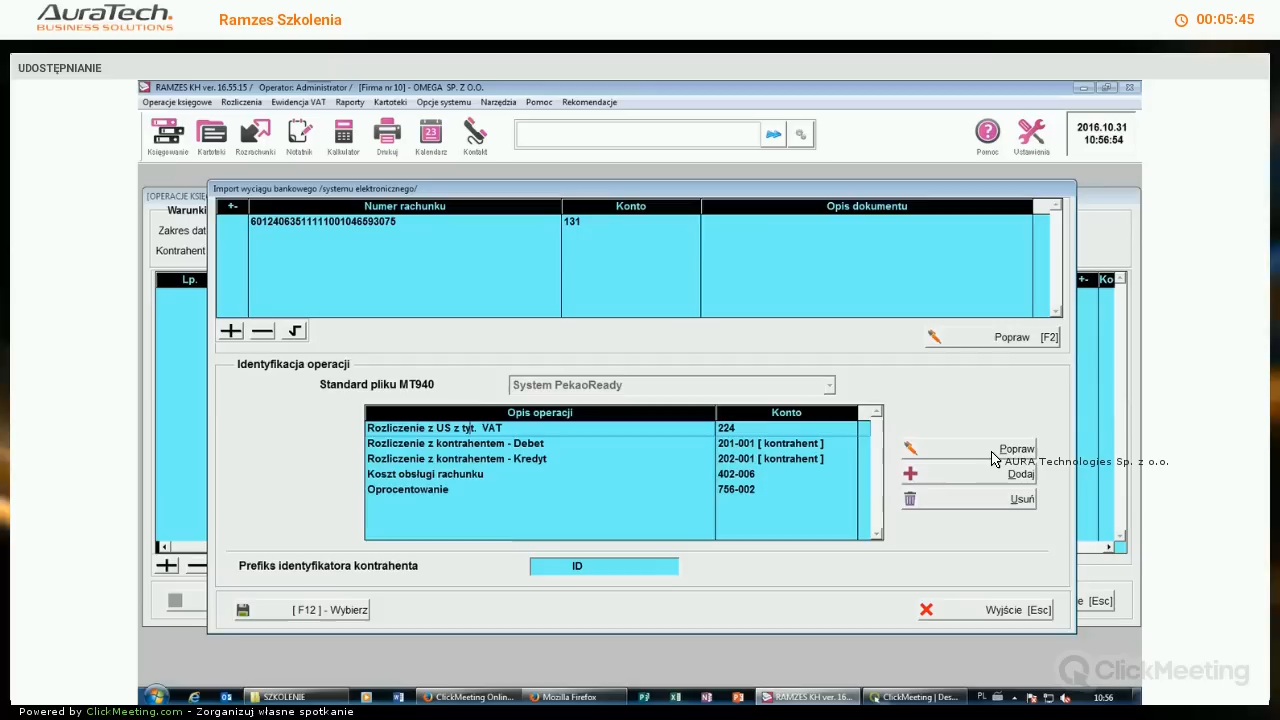 AURATECH.
BUSINESS SOLUTIONS
Ramzes Szkolenia
00:05:45
UDOSTĘPNIANIE
RAMZES KH ver. 16.55.15 / Operator: Administrator / [Firma nr 10] - OMEGA SP. Z O.O.
Operacje księgowe Rozliczenia Ewidencja VAT Raporty Kartoteki Opcje systemu Narzędzia Pomoc Rekomendacje
23
Księgowanie Kartoteki Rozrachunki Notatnik Kalkulator Drukuj Kalendarz Kontakt Pomoc Ustawienia
2016.10.31
10:56:54
[OPERACJE KSIĘ
Import wyciągu bankowego /systemu elektronicznego/
Warunki
Zakres dat
Kontrahent
Lp.
+- Ko
+- Numer rachunku Konto Opis dokumentu
60124063511111001046593075 131
Popraw [F2]
Identyfikacja operacji
Standard pliku MT940 System PekaoReady
Opis operacji Konto
Rozliczenie z US z tyt. VAT 224
Rozliczenie z kontrahentem - Debet 201-001 [ kontrahent ]
Rozliczenie z kontrahentem - Kredyt 202-001 [ kontrahent ]
Koszt obsługi rachunku 402-006
Oprocentowanie 756-002
Popraw
AURA Technologies Sp. z o.o.
Dodaj
Usuń
Prefiks identyfikatora kontrahenta ID
[ F12 ] - Wybierz
Wyjście [Esc]
e [Esc]
ClickMeeting
SZKOLENIE ClickMeeting Onlin... Mozilla Firefox RAMZES KH ver. 16... ClickMeeting | Des... PL 10:56
Powered by ClickMeeting.com - Zorganizuj własne spotkanie